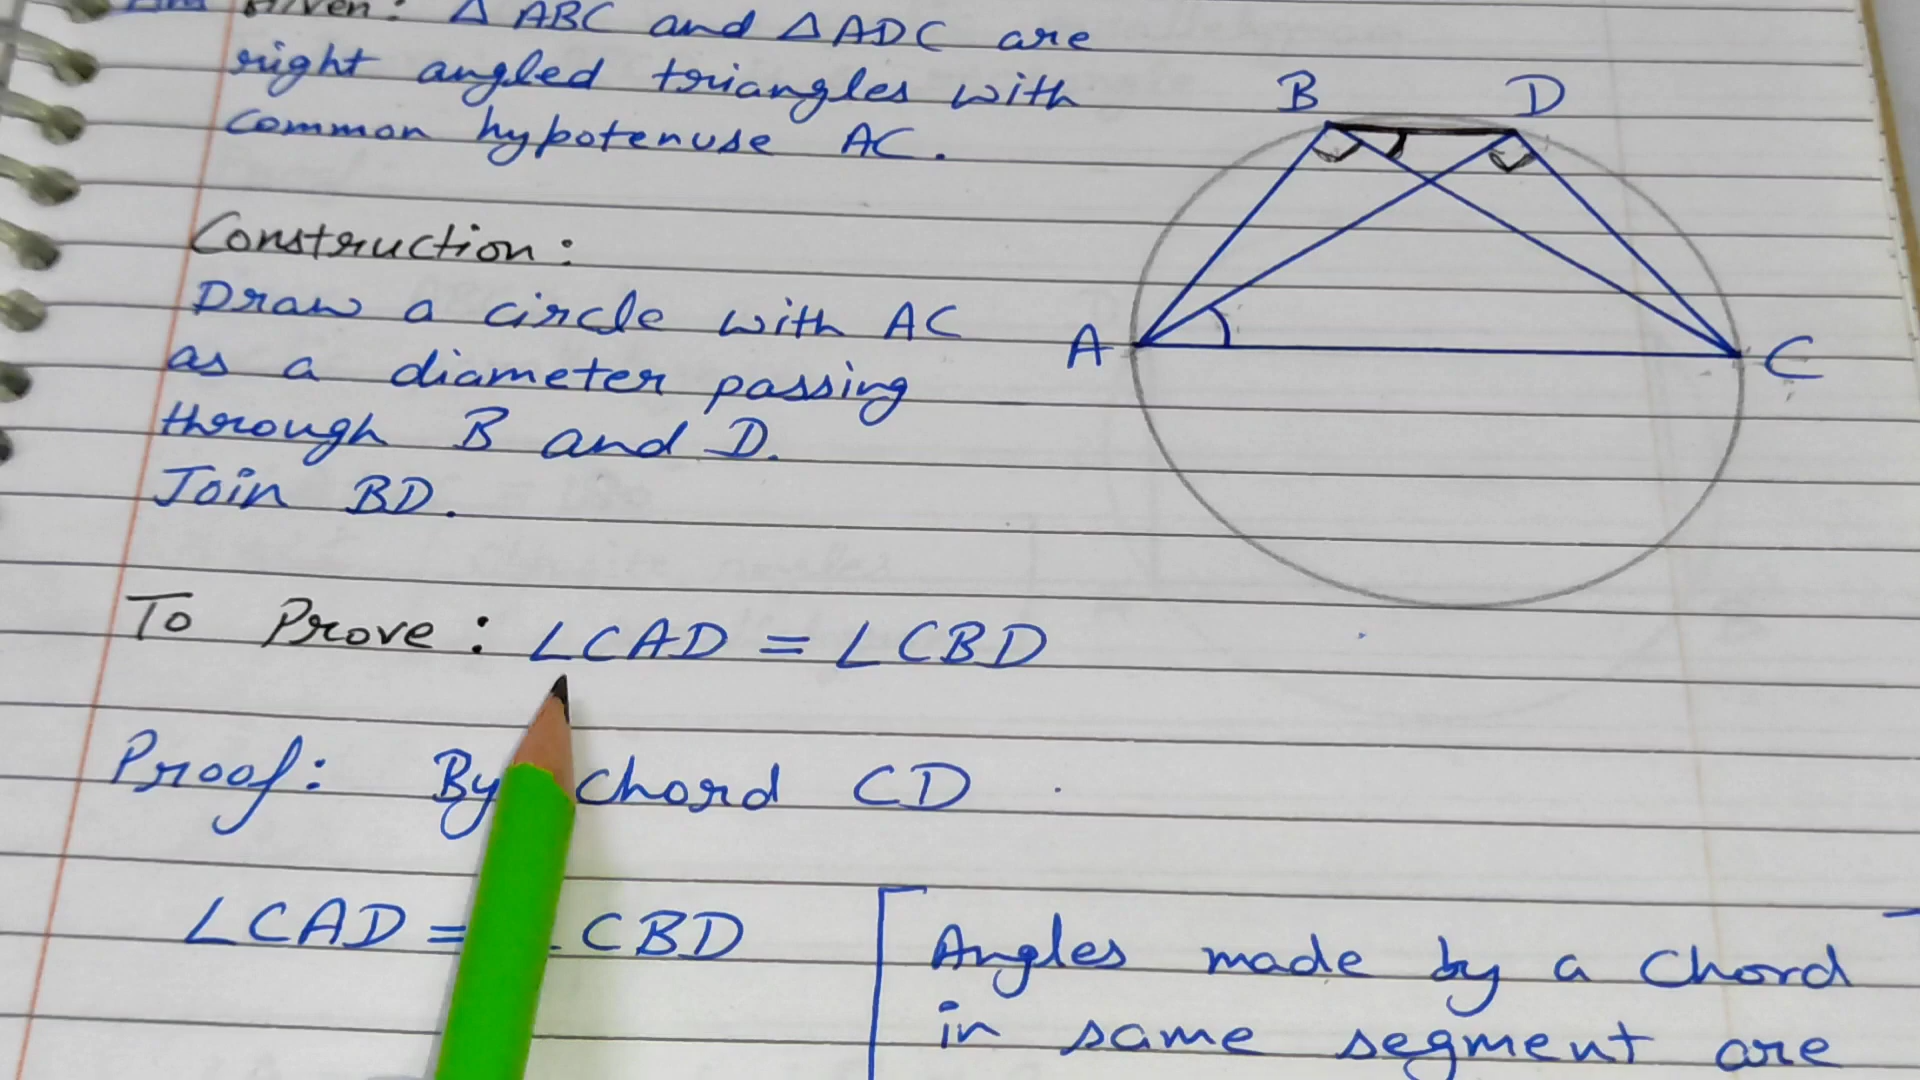 Given: △ ABC and △ADC are
right angled triangles with
common hypotenuse AC.
Construction:
Draw a circle with AC
as a diameter passing
through B and D.
Join BD.
B D
A C
To Prove: ∠CAD = ∠CBD
Proof: By chord CD
∠CAD = ∠CBD
Angles made by a chord
in same segment are